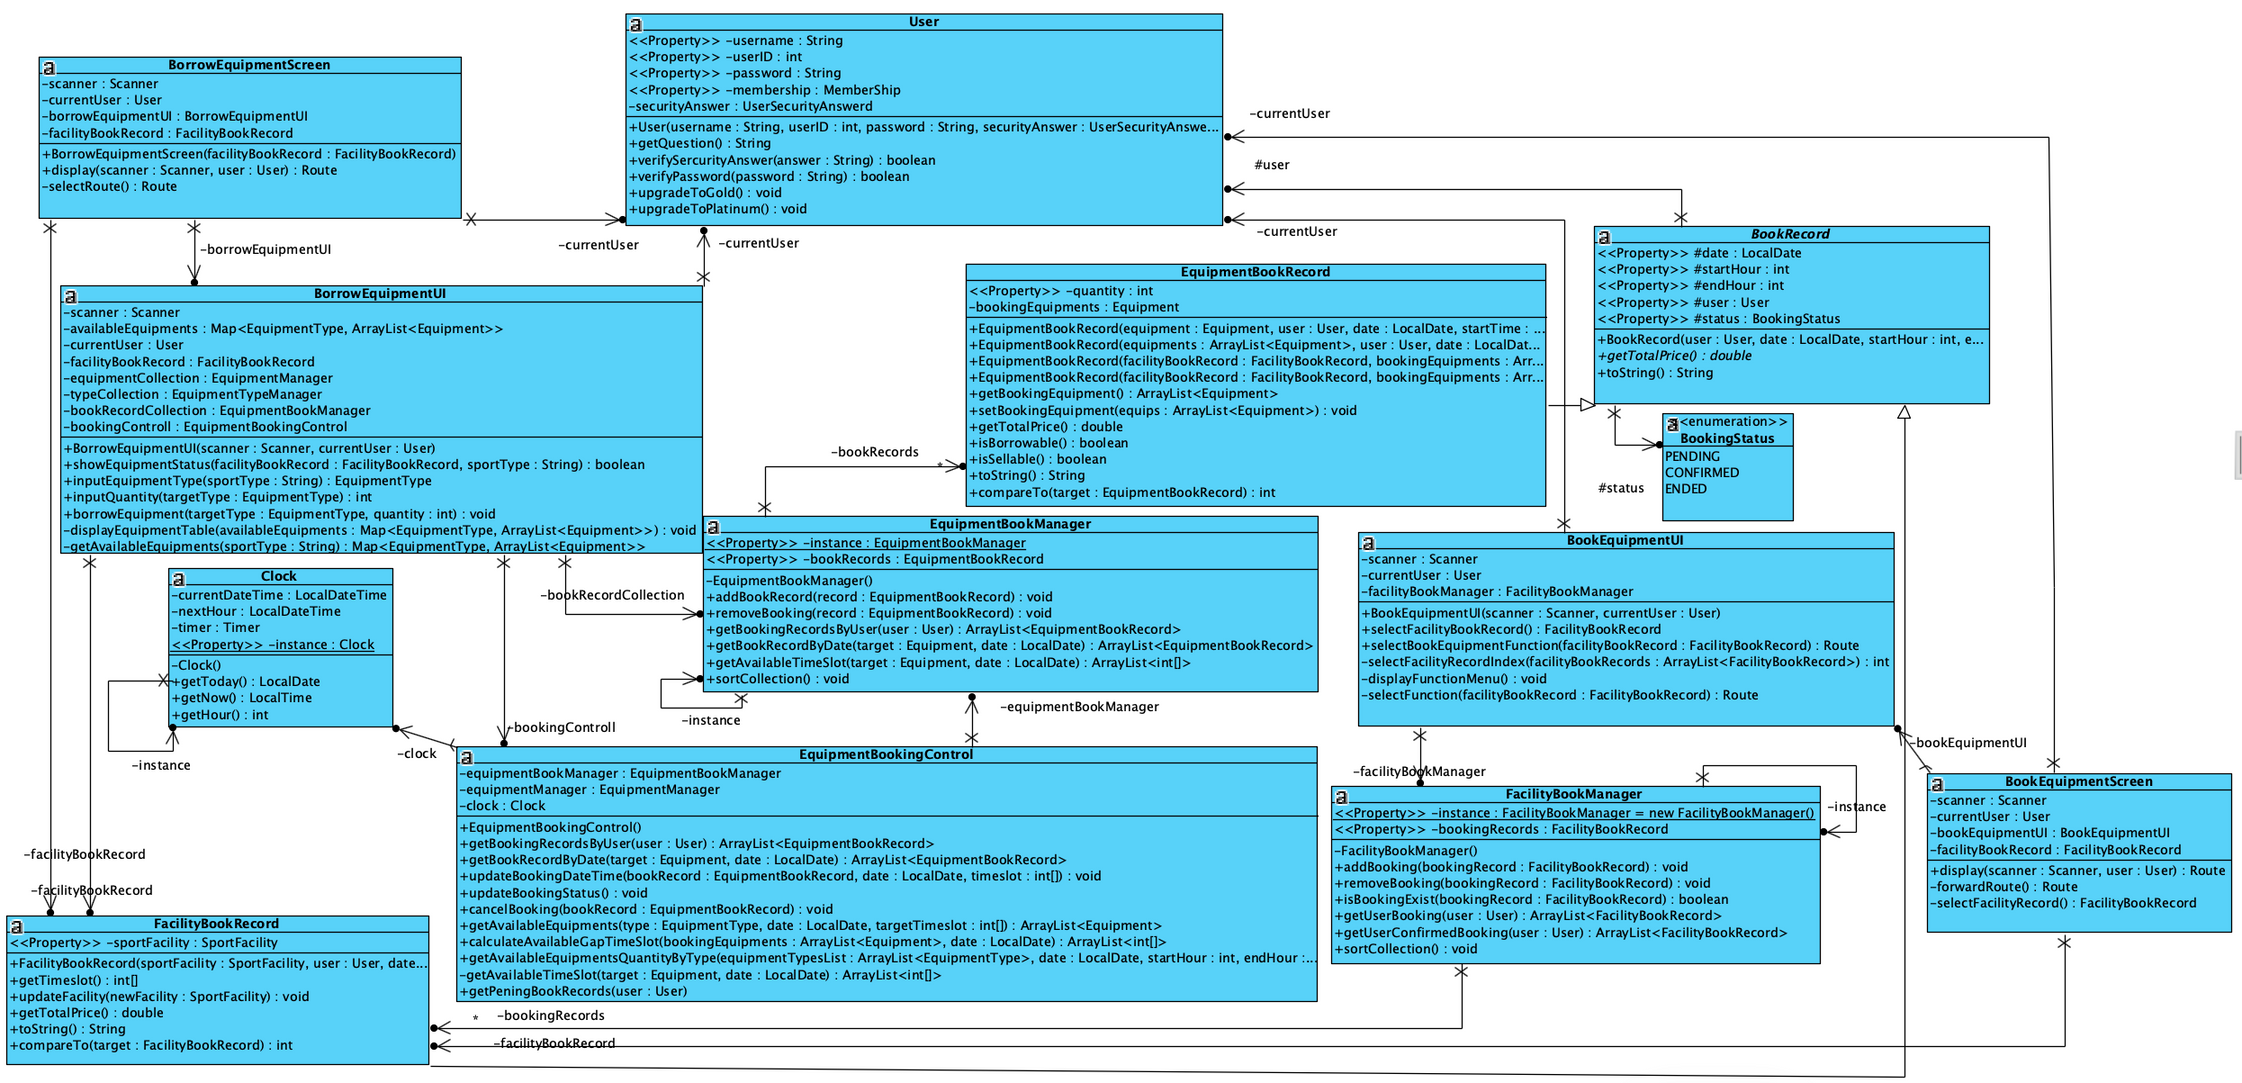 User
<<Property>> -username : String
<<Property>> -userID : int
<<Property>> -password : String
<<Property>> -membership : MemberShip
-securityAnswer : UserSecurityAnswerd
+User(username : String, userID : int, password : String, securityAnswer : UserSecurityAnswe...
+getQuestion() : String
+verifySercurityAnswer(answer : String) : boolean
+verifyPassword(password : String) : boolean
+upgradeToGold() : void
+upgradeToPlatinum() : void
BorrowEquipmentScreen
-scanner : Scanner
-currentUser : User
-borrowEquipmentUI : BorrowEquipmentUI
-facilityBookRecord : FacilityBookRecord
+BorrowEquipmentScreen(facilityBookRecord : FacilityBookRecord)
+display(scanner : Scanner, user : User) : Route
-selectRoute() : Route
-currentUser
#user
-currentUser
-currentUser
-currentUser
-borrowEquipmentUI
BookRecord
<<Property>> #date : LocalDate
<<Property>> #startHour : int
<<Property>> #endHour : int
<<Property>> #user : User
<<Property>> #status : BookingStatus
+BookRecord(user : User, date : LocalDate, startHour : int, e...
+getTotalPrice() : double
+toString() : String
EquipmentBookRecord
<<Property>> -quantity : int
-bookingEquipments : Equipment
+EquipmentBookRecord(equipment : Equipment, user : User, date : LocalDate, startTime : ...
+EquipmentBookRecord(equipments : ArrayList<Equipment>, user : User, date : LocalDat...
+EquipmentBookRecord(facilityBookRecord : FacilityBookRecord, bookingEquipments : Arr...
+EquipmentBookRecord(facilityBookRecord : FacilityBookRecord, bookingEquipments : Arr...
+getBookingEquipment() : ArrayList<Equipment>
+setBookingEquipment(equips : ArrayList<Equipment>) : void
+getTotalPrice() : double
+isBorrowable() : boolean
+isSellable() : boolean
+toString() : String
+compareTo(target : EquipmentBookRecord) : int
BorrowEquipmentUI
-scanner : Scanner
-availableEquipments : Map<EquipmentType, ArrayList<Equipment>>
-currentUser : User
-facilityBookRecord : FacilityBookRecord
-equipmentCollection : EquipmentManager
-typeCollection : EquipmentTypeManager
-bookRecordCollection : EquipmentBookManager
-bookingControll : EquipmentBookingControl
+BorrowEquipmentUI(scanner : Scanner, currentUser : User)
+showEquipmentStatus(facilityBookRecord : FacilityBookRecord, sportType : String) : boolean
+inputEquipmentType(sportType : String) : EquipmentType
+inputQuantity(targetType : EquipmentType) : int
+borrowEquipment(targetType : EquipmentType, quantity : int) : void
-displayEquipmentTable(availableEquipments : Map<EquipmentType, ArrayList<Equipment>>) : void
-getAvailableEquipments(sportType : String) : Map<EquipmentType, ArrayList<Equipment>>
<enumeration>>
BookingStatus
PENDING
CONFIRMED
ENDED
#status
-bookRecords
*
EquipmentBookManager
<<Property>> -instance : EquipmentBookManager
<<Property>> -bookRecords : EquipmentBookRecord
-EquipmentBookManager()
+addBookRecord(record : EquipmentBookRecord) : void
+removeBooking(record : EquipmentBookRecord) : void
+getBookingRecordsByUser(user : User) : ArrayList<EquipmentBookRecord>
+getBookRecordByDate(target : Equipment, date : LocalDate) : ArrayList<EquipmentBookRecord>
+getAvailableTimeSlot(target : Equipment, date : LocalDate) : ArrayList<int[]>
+sortCollection() : void
-bookRecordCollection
-instance
-equipmentBookManager
BookEquipmentUI
-scanner : Scanner
-currentUser : User
-facilityBookManager : FacilityBookManager
+BookEquipmentUI(scanner : Scanner, currentUser : User)
+selectFacilityBookRecord() : FacilityBookRecord
+selectBookEquipmentFunction(facilityBookRecord : FacilityBookRecord) : Route
-selectFacilityRecordIndex(facilityBookRecords : ArrayList<FacilityBookRecord>) : int
-displayFunctionMenu() : void
-selectFunction(facilityBookRecord : FacilityBookRecord) : Route
Clock
-currentDateTime : LocalDateTime
-nextHour : LocalDateTime
-timer : Timer
<<Property>> -instance : Clock
-Clock()
+getToday() : LocalDate
+getNow() : LocalTime
+getHour() : int
-instance
-clock
-bookingControll
EquipmentBookingControl
-equipmentBookManager : EquipmentBookManager
-equipmentManager : EquipmentManager
-clock : Clock
+EquipmentBookingControl()
+getBookingRecordsByUser(user : User) : ArrayList<EquipmentBookRecord>
+getBookRecordByDate(target : Equipment, date : LocalDate) : ArrayList<EquipmentBookRecord>
+updateBookingDateTime(bookRecord : EquipmentBookRecord, date : LocalDate, timeslot : int[]) : void
+updateBookingStatus() : void
+cancelBooking(bookRecord : EquipmentBookRecord) : void
+getAvailableEquipments(type : EquipmentType, date : LocalDate, targetTimeslot : int[]) : ArrayList<Equipment>
+calculateAvailableGapTimeSlot(bookingEquipments : ArrayList<Equipment>, date : LocalDate) : ArrayList<int[]>
+getAvailableEquipmentsQuantityByType(equipmentTypesList : ArrayList<EquipmentType>, date : LocalDate, startHour : int, endHour :...
-getAvailableTimeSlot(target : Equipment, date : LocalDate) : ArrayList<int[]>
+getPeningBookRecords(user : User)
-facilityBookManager
-bookEquipmentUI
FacilityBookManager
<<Property>> -instance : FacilityBookManager = new FacilityBookManager()
<<Property>> -bookingRecords : FacilityBookRecord
-FacilityBookManager()
+addBooking(bookingRecord : FacilityBookRecord) : void
+removeBooking(bookingRecord : FacilityBookRecord) : void
+isBookingExist(bookingRecord : FacilityBookRecord) : boolean
+getUserBooking(user : User) : ArrayList<FacilityBookRecord>
+getUserConfirmedBooking(user : User) : ArrayList<FacilityBookRecord>
+sortCollection() : void
-instance
BookEquipmentScreen
-scanner : Scanner
-currentUser : User
-bookEquipmentUI : BookEquipmentUI
-facilityBookRecord : FacilityBookRecord
+display(scanner : Scanner, user : User) : Route
-forwardRoute() : Route
-selectFacilityRecord() : FacilityBookRecord
-facilityBookRecord
-facilityBookRecord
FacilityBookRecord
<<Property>> -sportFacility : SportFacility
+FacilityBookRecord(sportFacility : SportFacility, user : User, date...
+getTimeslot() : int[]
+updateFacility(newFacility : SportFacility) : void
+getTotalPrice() : double
+toString() : String
+compareTo(target : FacilityBookRecord) : int
* -bookingRecords
-facilityBookRecord